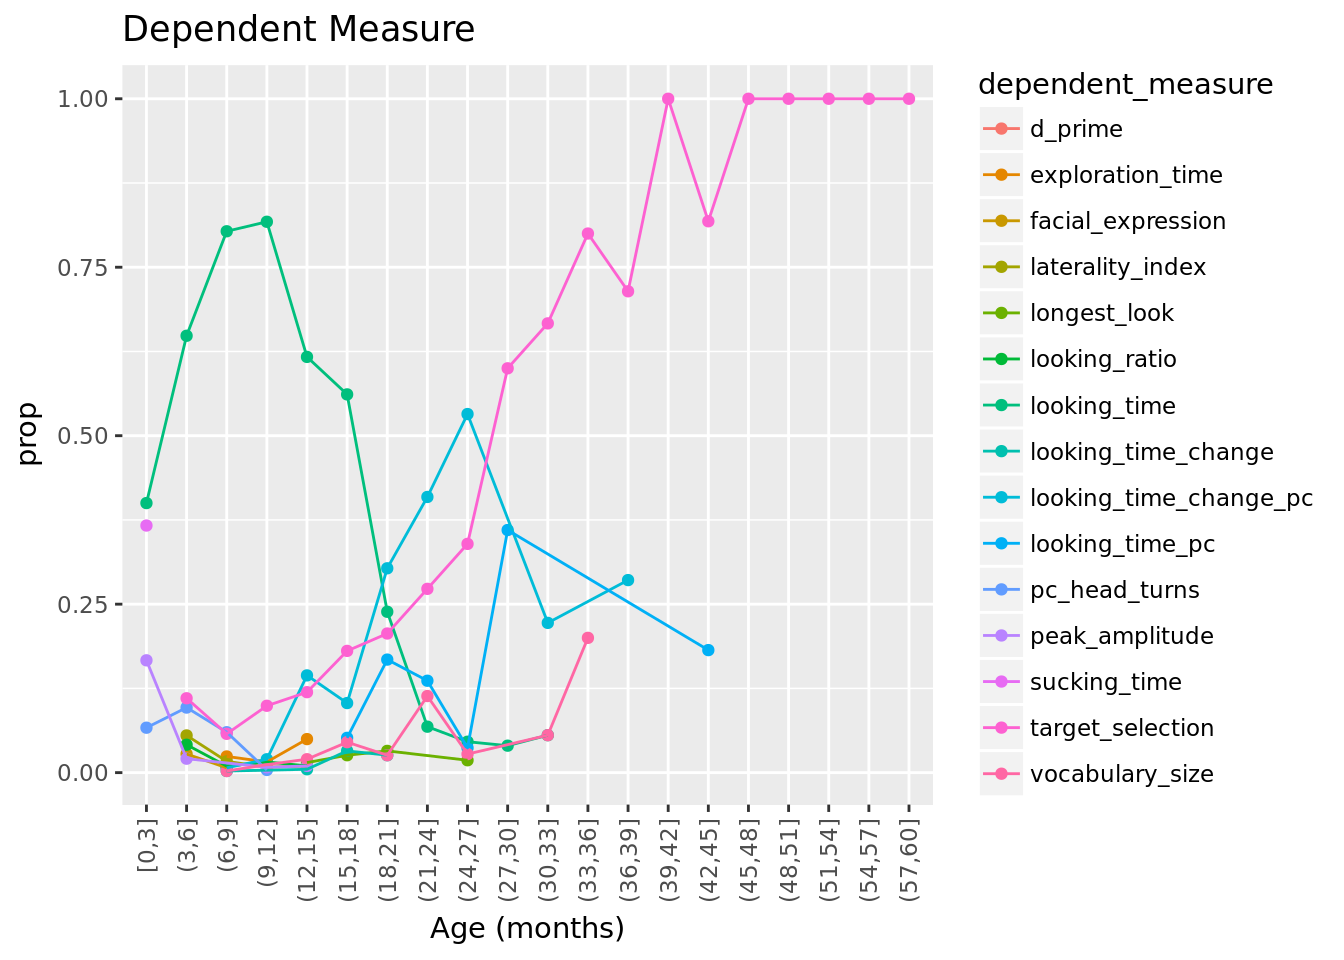 Dependent Measure
prop
1.00
0.75
0.50
0.25
0.00
[0,3]
(3,6]
(6,9]
(9,12]
(12,15]
(15,18]
(18,21]
(21,24]
(24,27]
(27,30]
(30,33]
(33,36]
(36,39]
(39,42]
(42,45]
(45,48]
(48,51]
(51,54]
(54,57]
(57,60]
Age (months)
dependent_measure
d_prime
exploration_time
facial_expression
laterality_index
longest_look
looking_ratio
looking_time
looking_time_change
looking_time_change_pc
looking_time_pc
pc_head_turns
peak_amplitude
sucking_time
target_selection
vocabulary_size